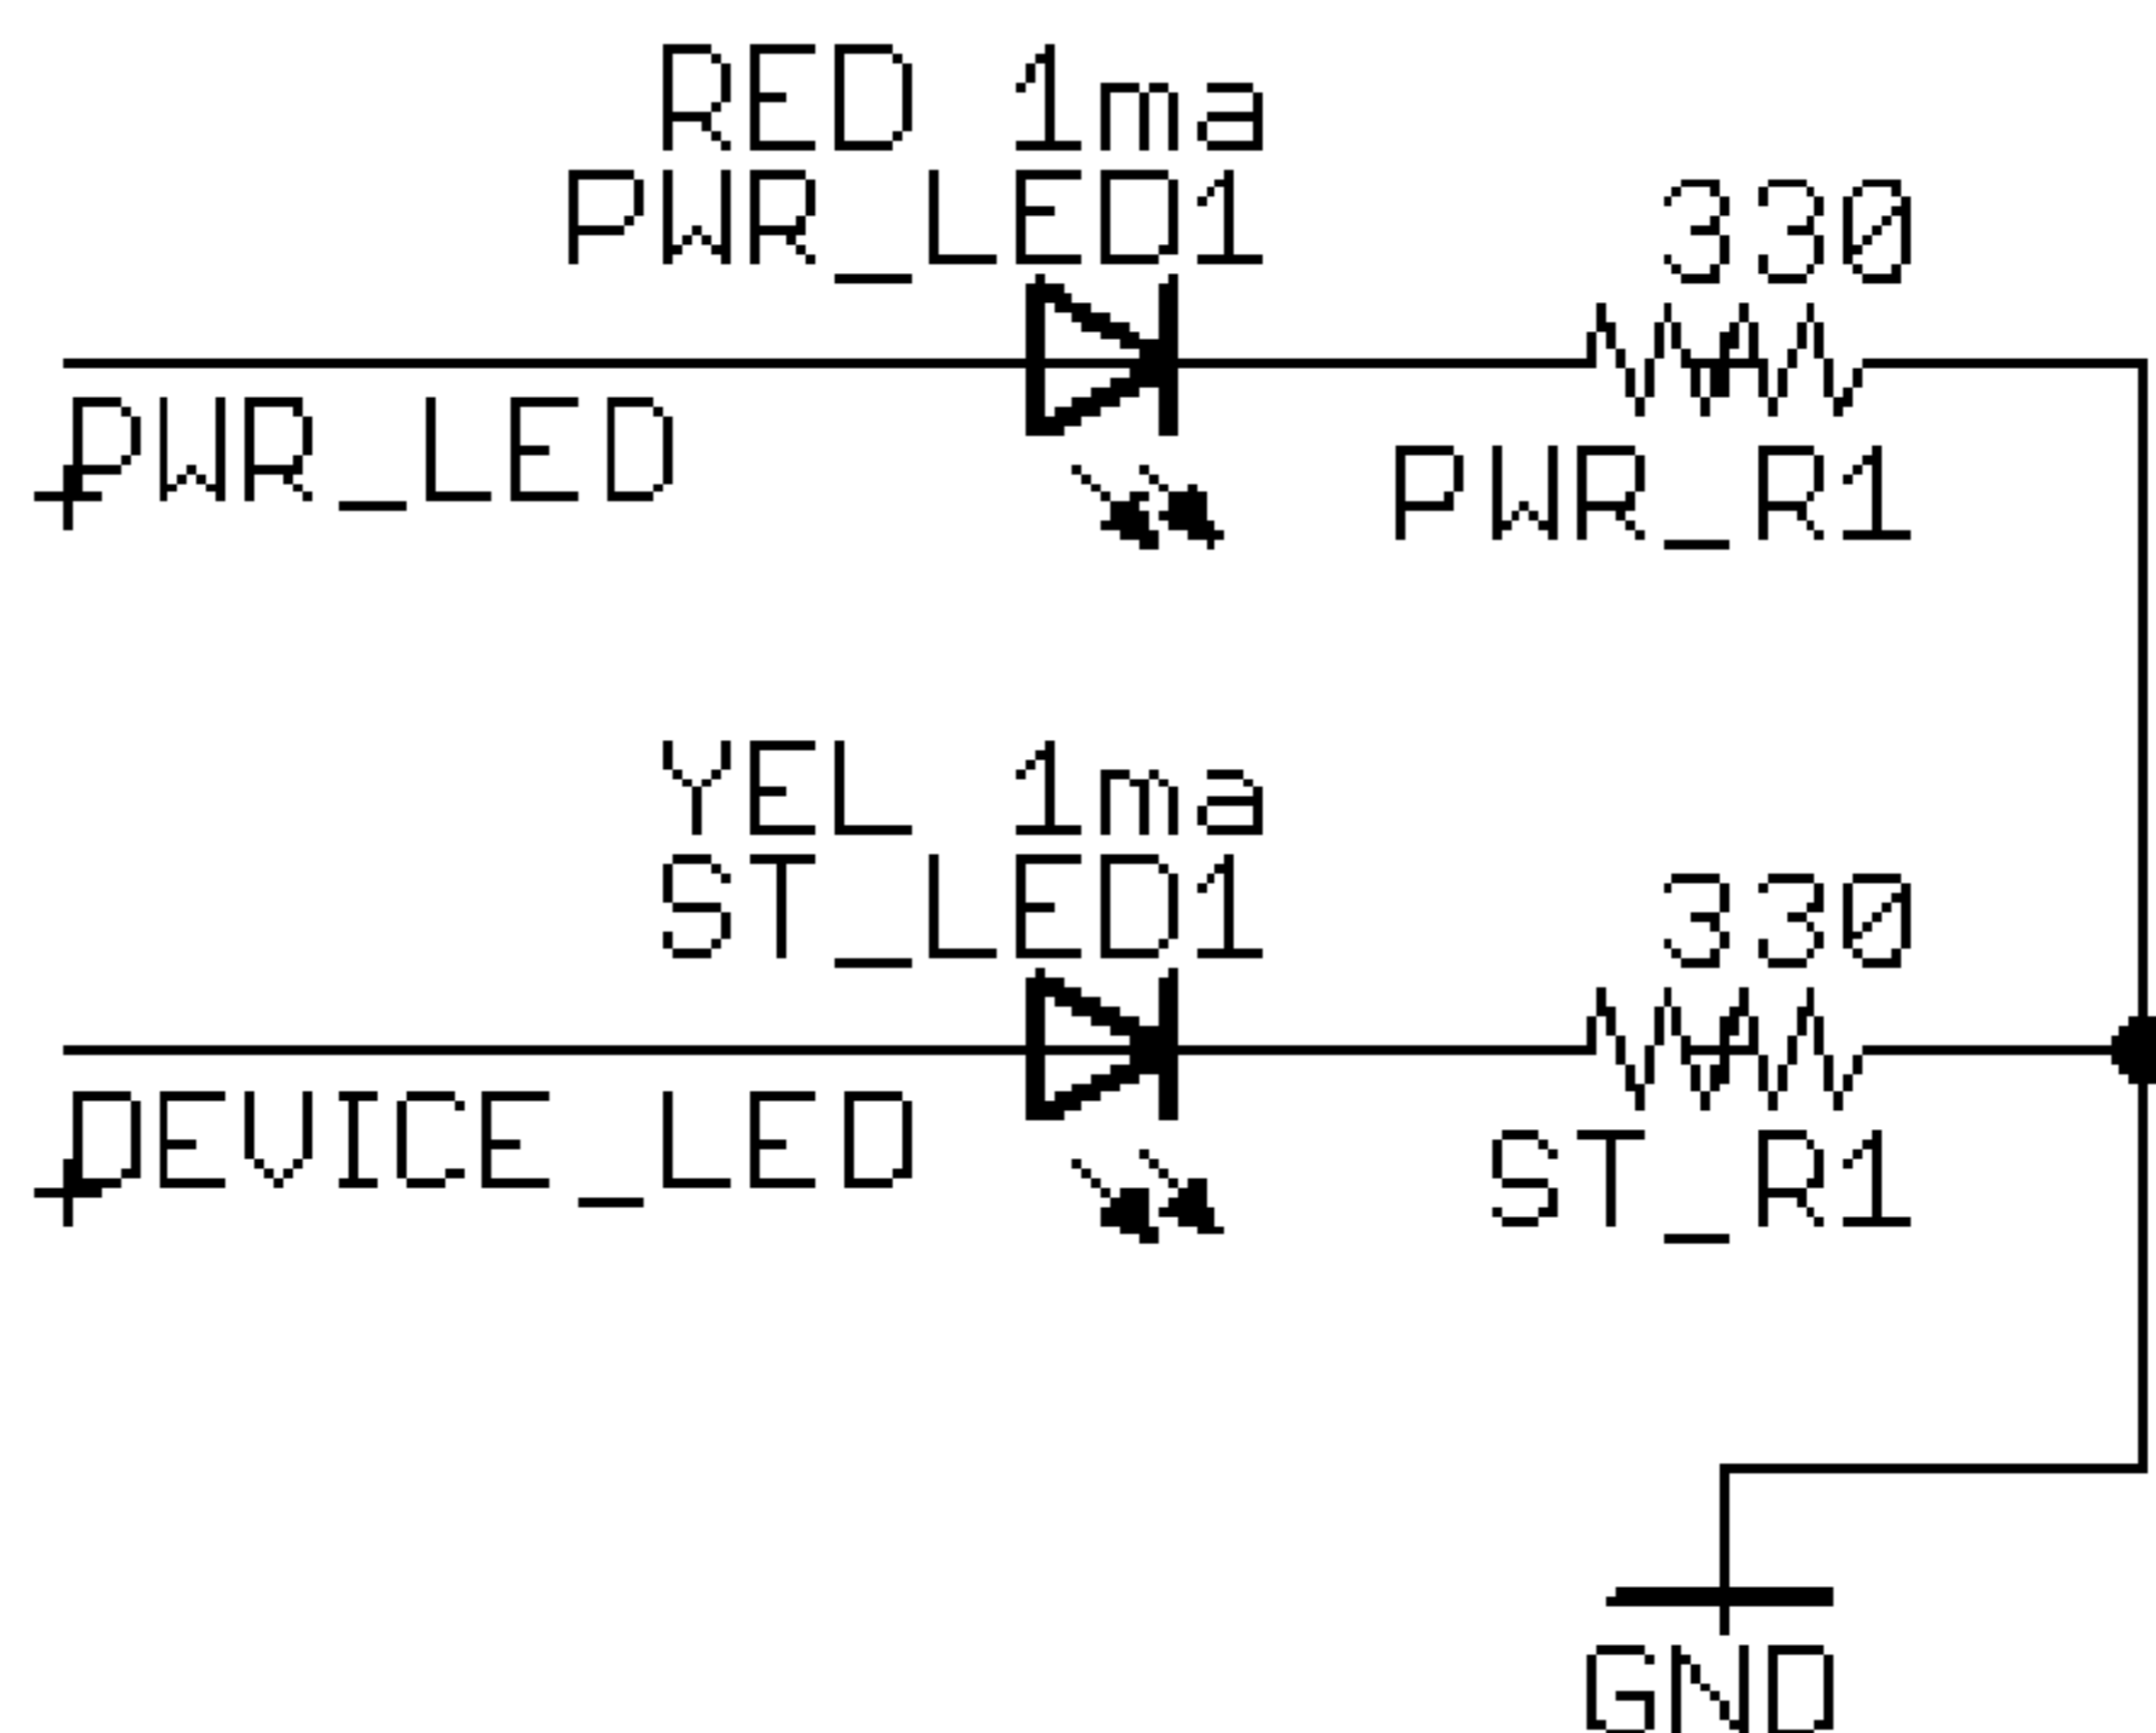 RED 1ma
PWR_LED1
330
PWR_LED
PWR_R1
YEL 1ma
ST_LED1
330
DEVICE_LED
ST_R1
GND